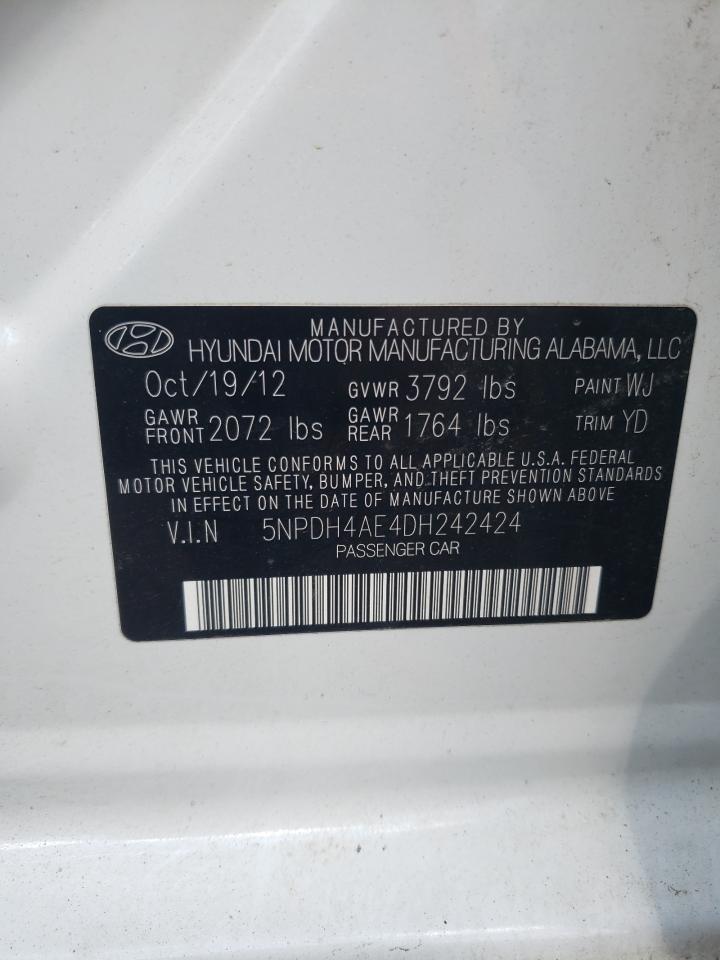 MANUFACTURED BY
HYUNDAI MOTOR MANUFACTURING ALABAMA, LLC
Oct/19/12 GVWR 3792 lbs PAINT WJ
GAWR FRONT 2072 lbs GAWR REAR 1764 lbs TRIM YD
THIS VEHICLE CONFORMS TO ALL APPLICABLE U.S.A. FEDERAL
MOTOR VEHICLE SAFETY, BUMPER, AND THEFT PREVENTION STANDARDS
IN EFFECT ON THE DATE OF MANUFACTURE SHOWN ABOVE
V.I.N 5NPDH4AE4DH242424
PASSENGER CAR